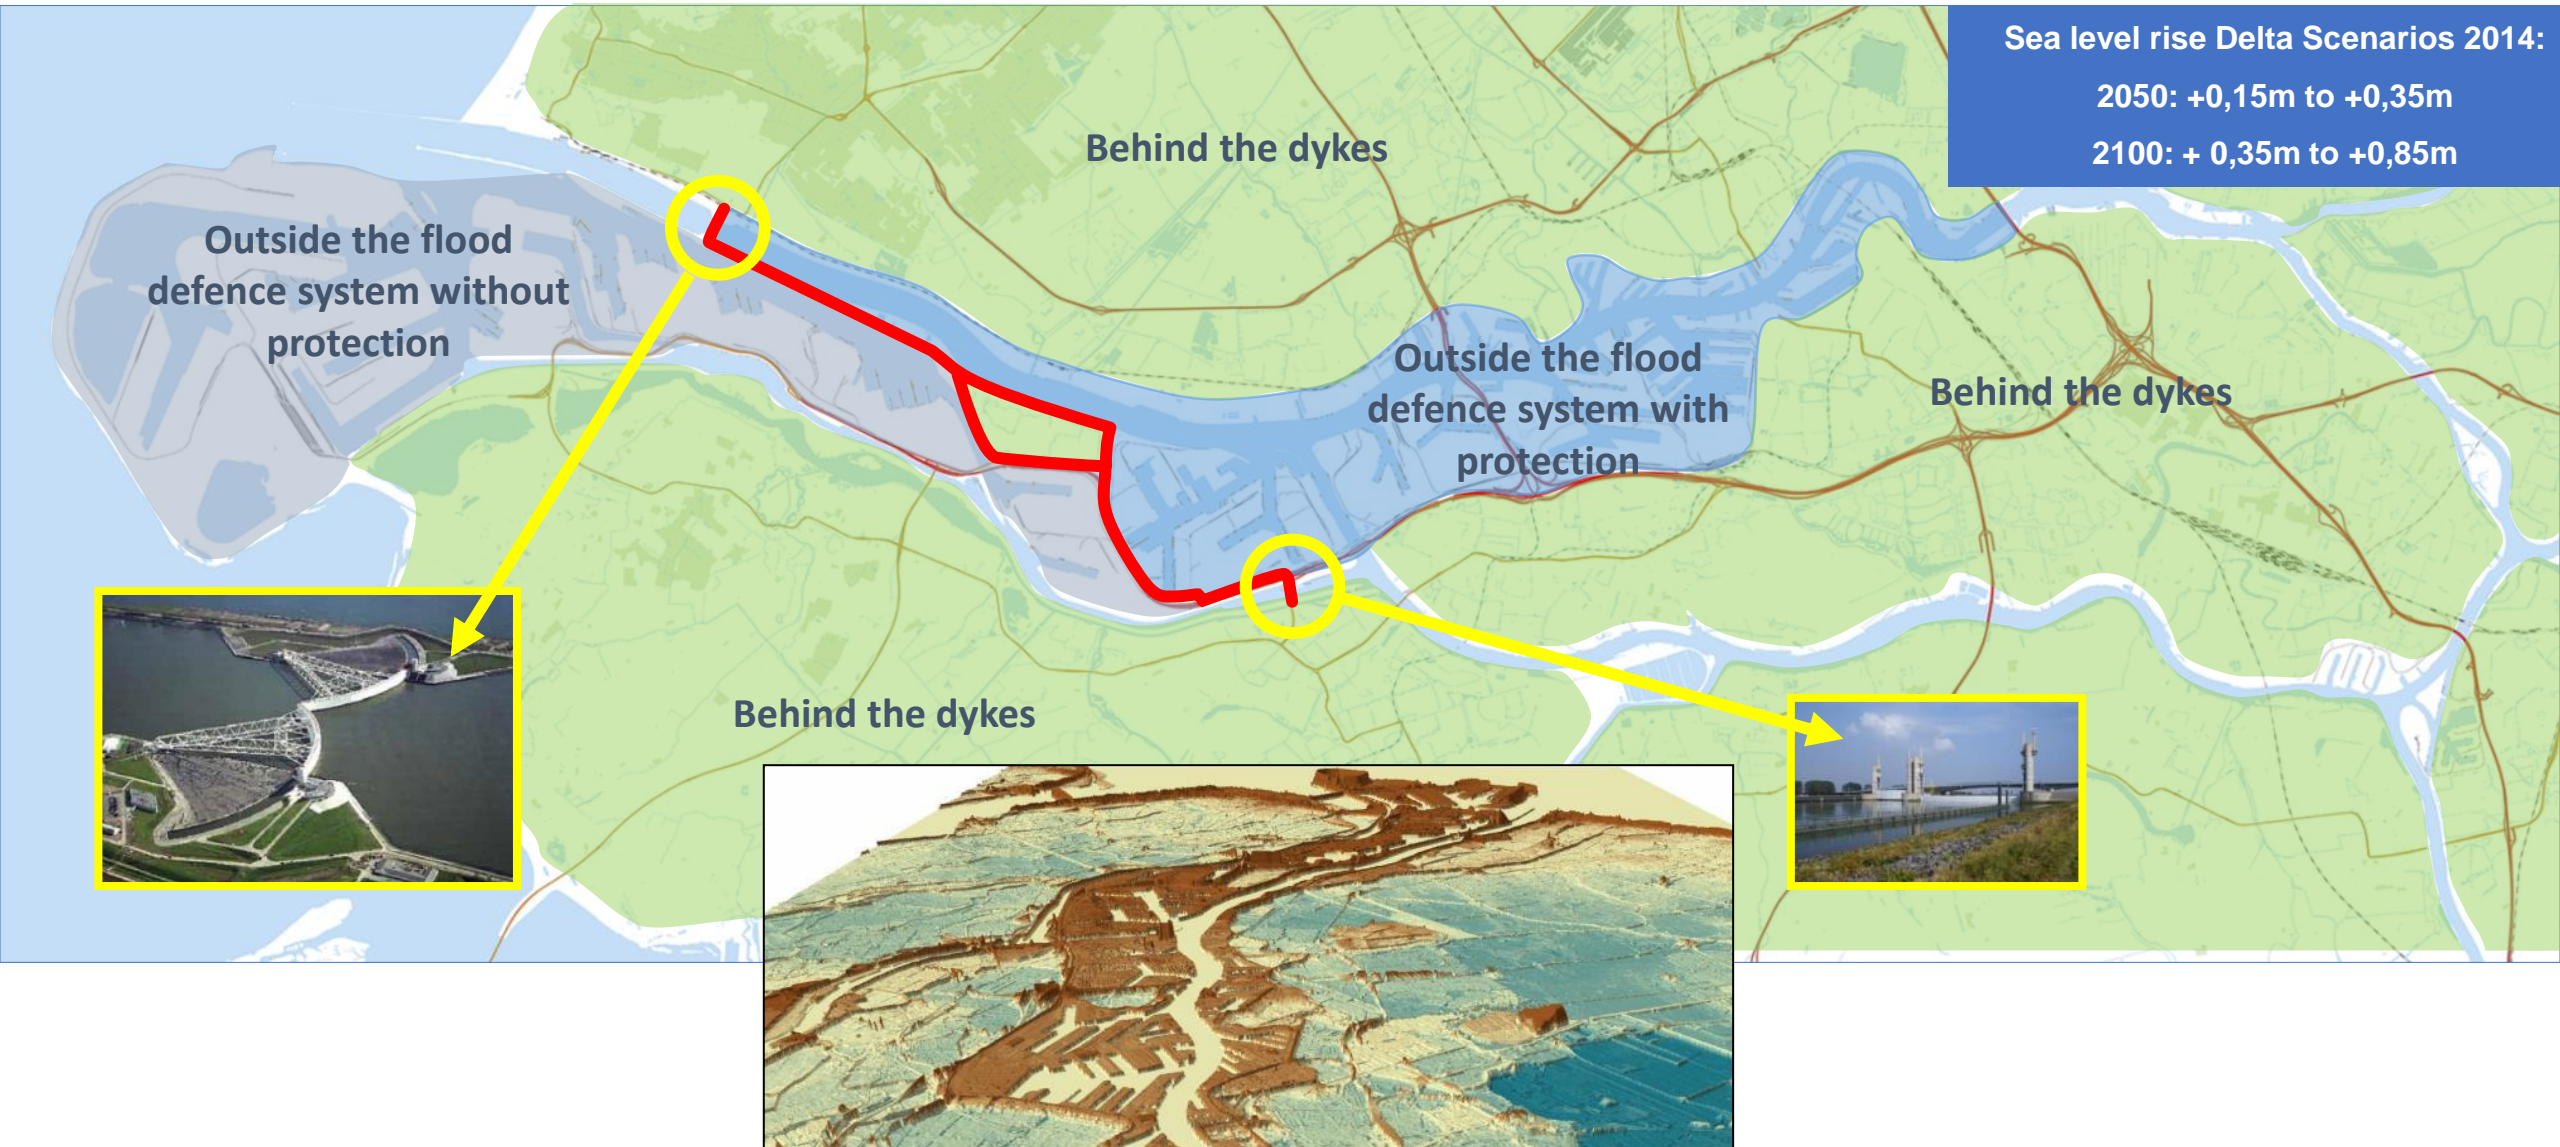 Sea level rise Delta Scenarios 2014:
2050: +0,15m to +0,35m
2100: + 0,35m to +0,85m
Behind the dykes
Outside the flood
defence system without
protection
Outside the flood
defence system with
protection
Behind the dykes
Behind the dykes